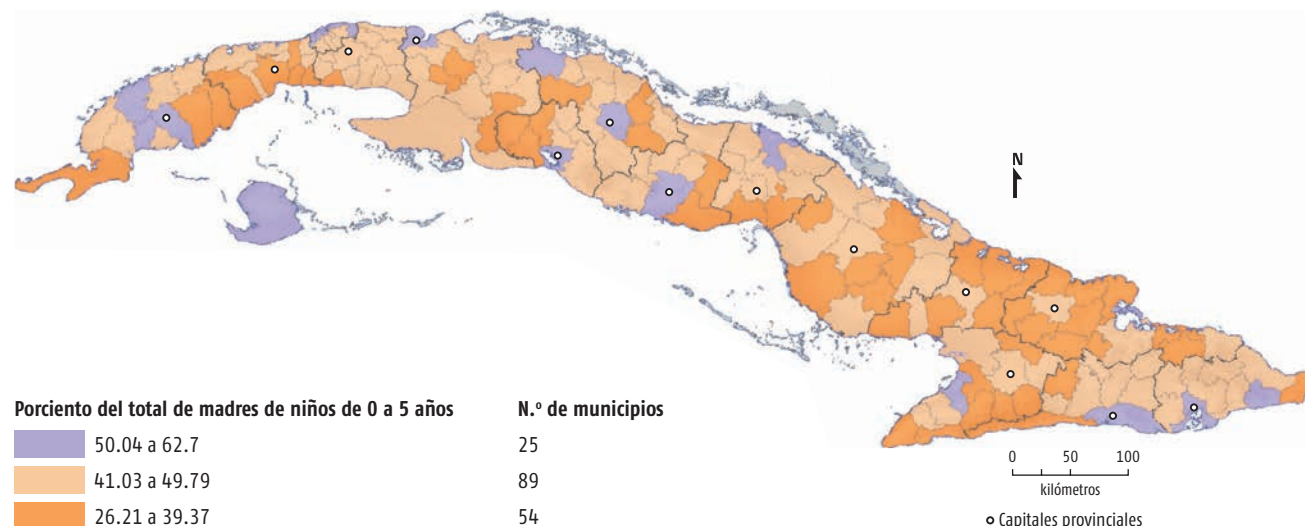 N
Porciento del total de madres de niños de 0 a 5 años N.º de municipios
50.04 a 62.7 25
41.03 a 49.79 89
26.21 a 39.37 54
0 50 100
kilómetros
Capitales provinciales